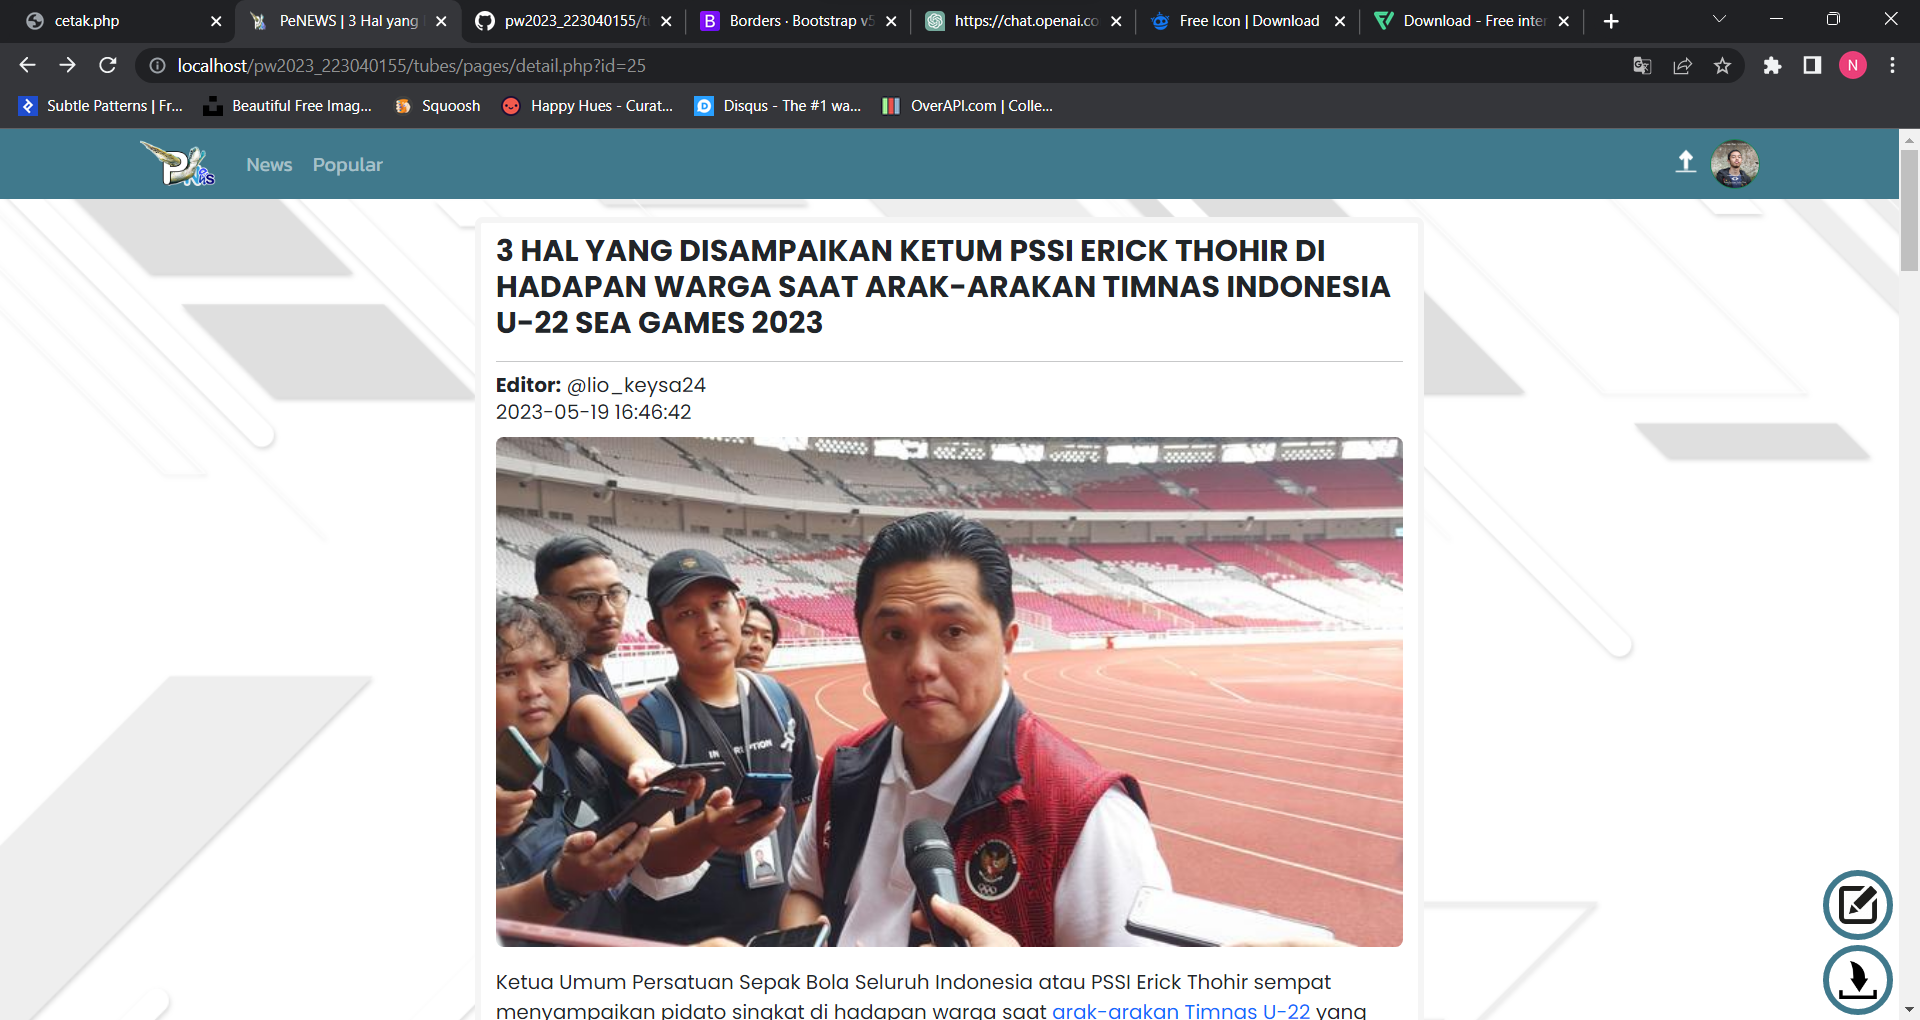 cetak.php
PeNEWS | 3 Hal yang
pw2023_223040155/tu
Borders · Bootstrap v5
https://chat.openai.co
Free Icon | Download
Download - Free inter
localhost/pw2023_223040155/tubes/pages/detail.php?id=25
N
Subtle Patterns | Fr...
Beautiful Free Imag...
Squoosh
Happy Hues - Curat...
Disqus - The #1 wa...
OverAPI.com | Colle...
News
Popular
3 HAL YANG DISAMPAIKAN KETUM PSSI ERICK THOHIR DI
HADAPAN WARGA SAAT ARAK-ARAKAN TIMNAS INDONESIA
U-22 SEA GAMES 2023
Editor: @lio_keysa24
2023-05-19 16:46:42
Ketua Umum Persatuan Sepak Bola Seluruh Indonesia atau PSSI Erick Thohir sempat
menyampaikan pidato singkat di hadapan warga saat arak-arakan Timnas U-22 yang